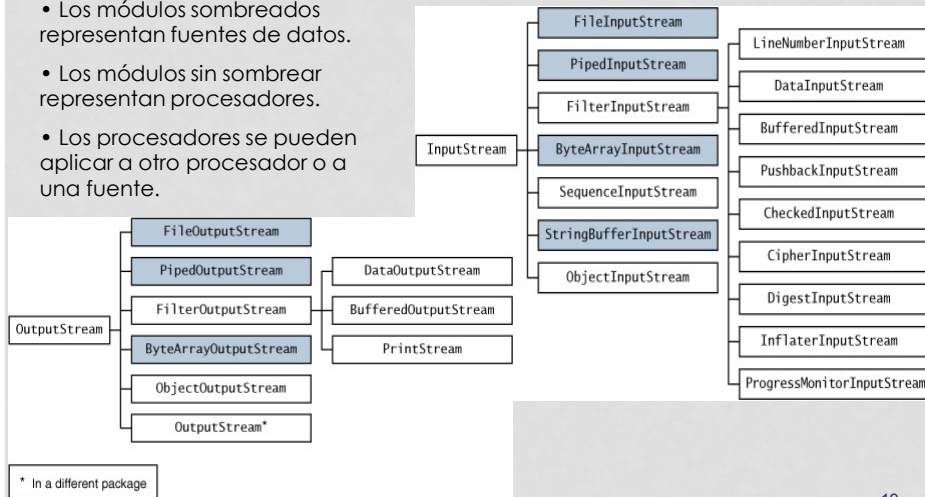 • Los módulos sombreados
representan fuentes de datos.
• Los módulos sin sombrear
representan procesadores.
• Los procesadores se pueden
aplicar a otro procesador o a
una fuente.
InputStream
FileInputStream
PipedInputStream
FilterInputStream
ByteArrayInputStream
SequenceInputStream
StringBufferInputStream
ObjectInputStream
LineNumberInputStream
DataInputStream
BufferedInputStream
PushbackInputStream
CheckedInputStream
CipherInputStream
DigestInputStream
InflaterInputStream
ProgressMonitorInputStream
OutputStream
FileOutputStream
PipedOutputStream
FilterOutputStream
ByteArrayOutputStream
ObjectOutputStream
OutputStream*
DataOutputStream
BufferedOutputStream
PrintStream
* In a different package